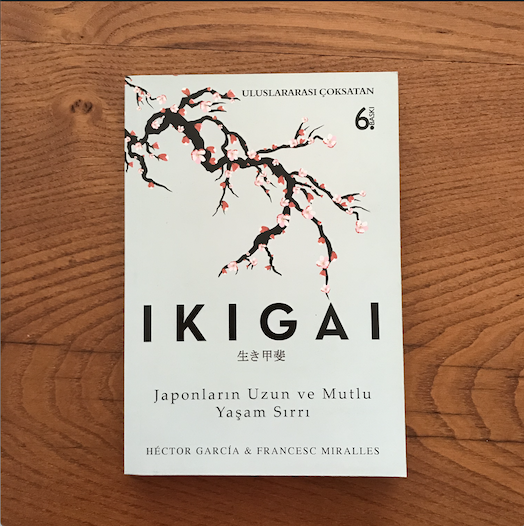 ULUSLARARASI ÇOKSATAN
6.BASKI
IKIGAI
生き甲斐
Japonların Uzun ve Mutlu
Yaşam Sırrı
HÉCTOR GARCÍA & FRANCESC MIRALLES